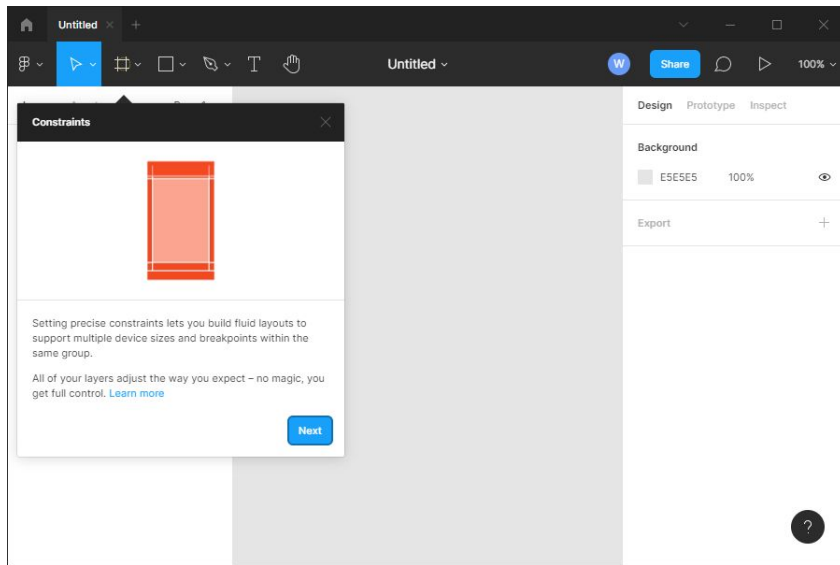 Untitled
Untitled
W
Share
100%
Constraints
Setting precise constraints lets you build fluid layouts to
support multiple device sizes and breakpoints within the
same group.
All of your layers adjust the way you expect – no magic, you
get full control. Learn more
Next
Design Prototype Inspect
Background
E5E5E5 100%
Export
?